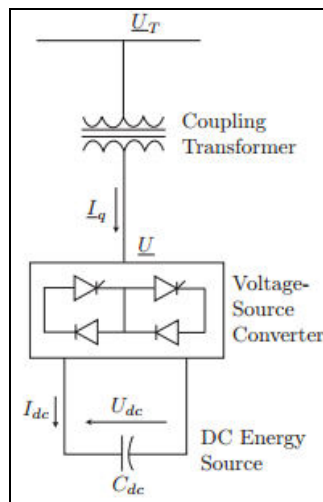 U_T
Coupling
Transformer
I_q
U
Voltage-
Source
Converter
I_dc
U_dc
DC Energy
Source
C_dc